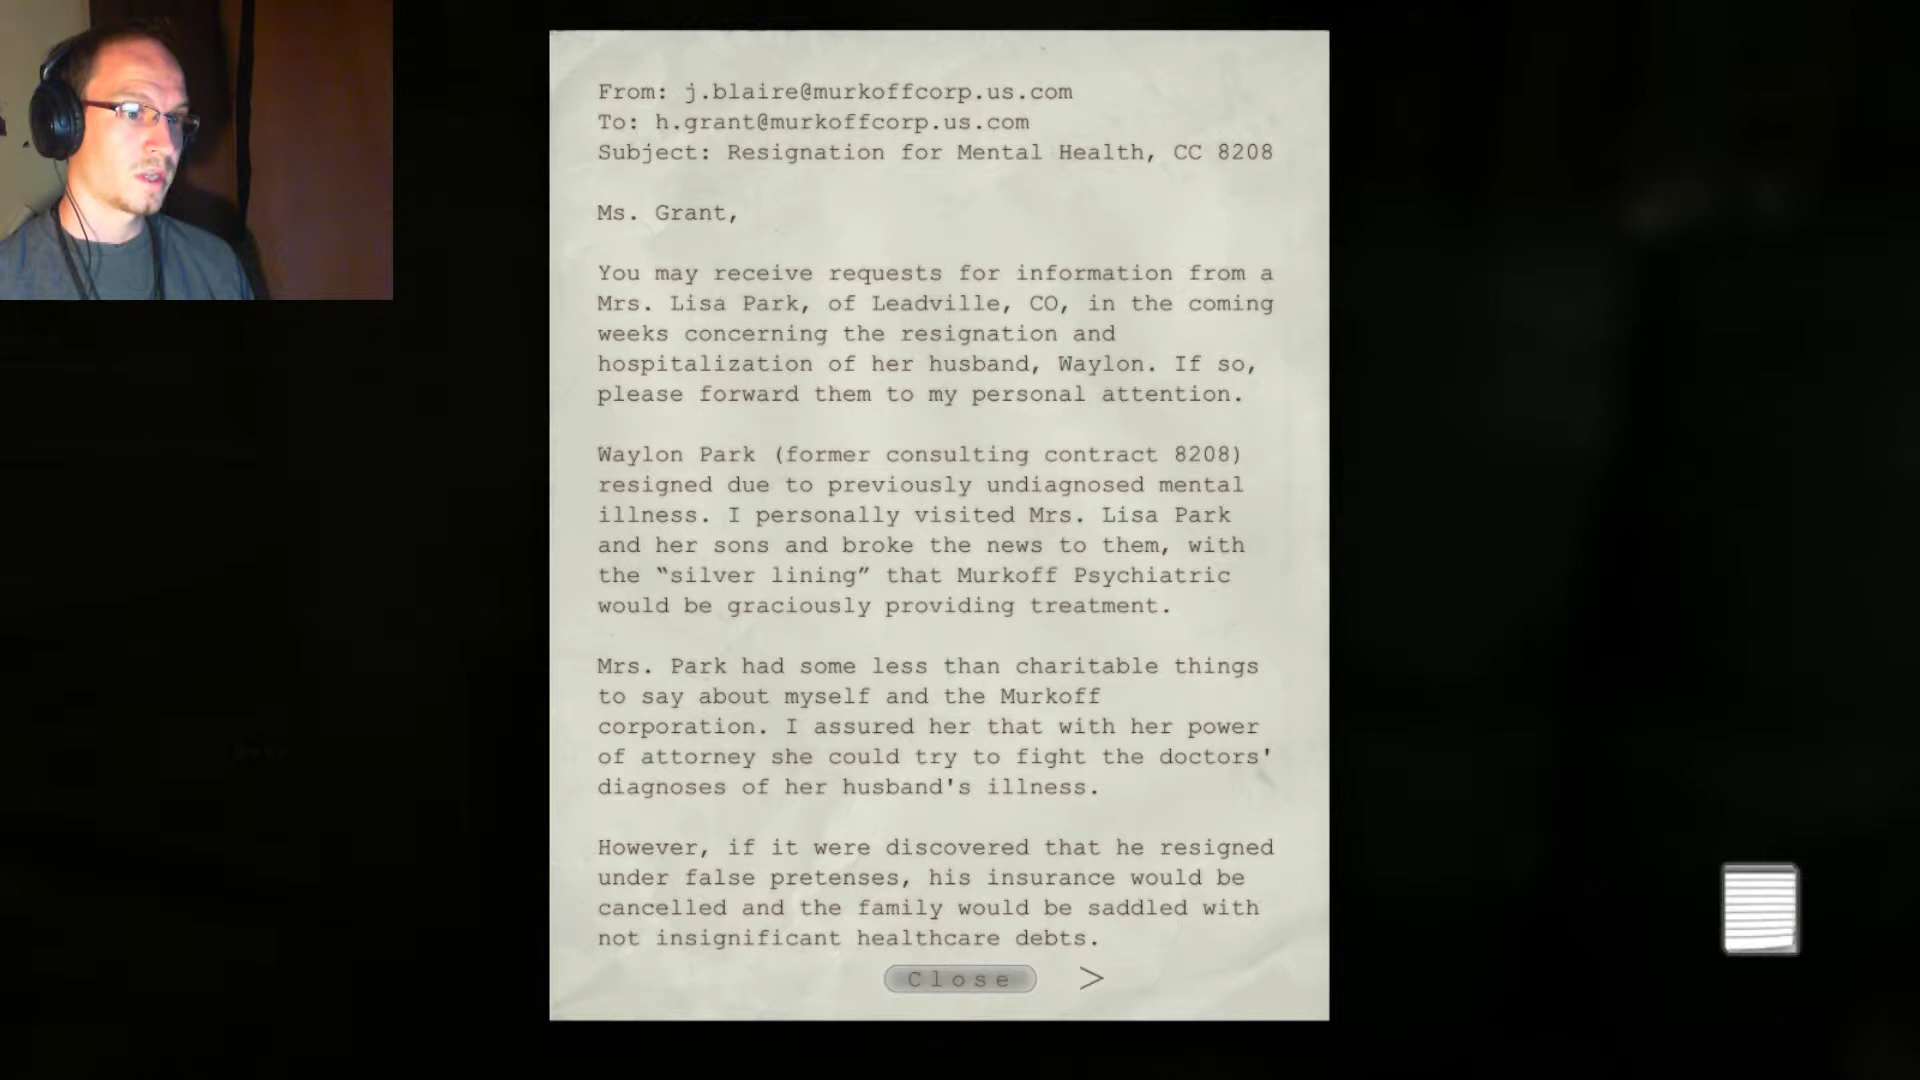 From: j.blaire@murkoffcorp.us.com
To: h.grant@murkoffcorp.us.com
Subject: Resignation for Mental Health, CC 8208
Ms. Grant,
You may receive requests for information from a
Mrs. Lisa Park, of Leadville, CO, in the coming
weeks concerning the resignation and
hospitalization of her husband, Waylon. If so,
please forward them to my personal attention.
Waylon Park (former consulting contract 8208)
resigned due to previously undiagnosed mental
illness. I personally visited Mrs. Lisa Park
and her sons and broke the news to them, with
the “silver lining” that Murkoff Psychiatric
would be graciously providing treatment.
Mrs. Park had some less than charitable things
to say about myself and the Murkoff
corporation. I assured her that with her power
of attorney she could try to fight the doctors'
diagnoses of her husband's illness.
However, if it were discovered that he resigned
under false pretenses, his insurance would be
cancelled and the family would be saddled with
not insignificant healthcare debts.
Close >